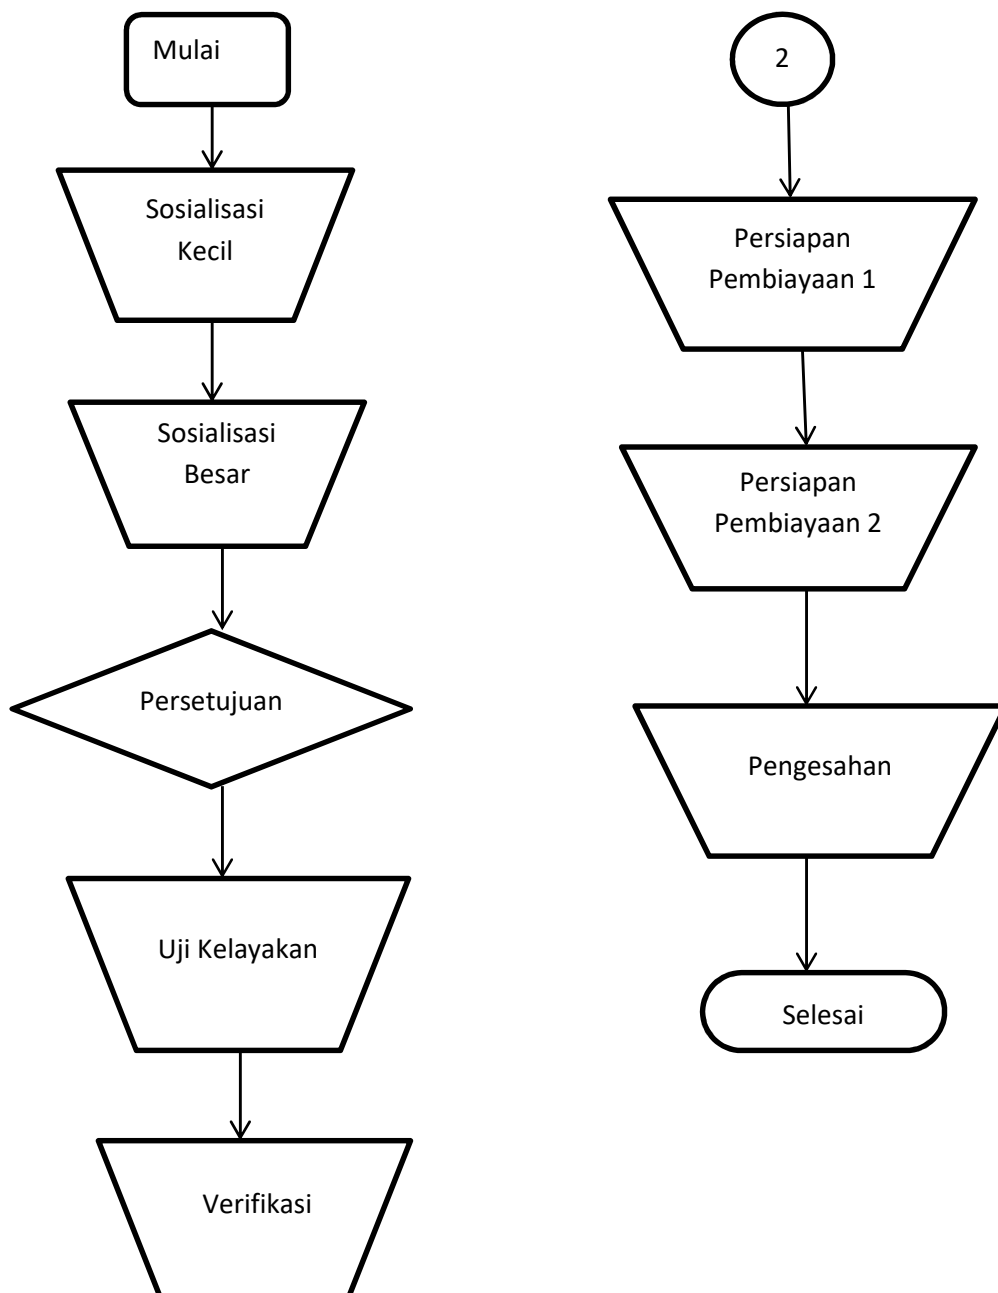 Mulai
Sosialisasi
Kecil
Sosialisasi
Besar
Persetujuan
Uji Kelayakan
Verifikasi
2
Persiapan
Pembiayaan 1
Persiapan
Pembiayaan 2
Pengesahan
Selesai